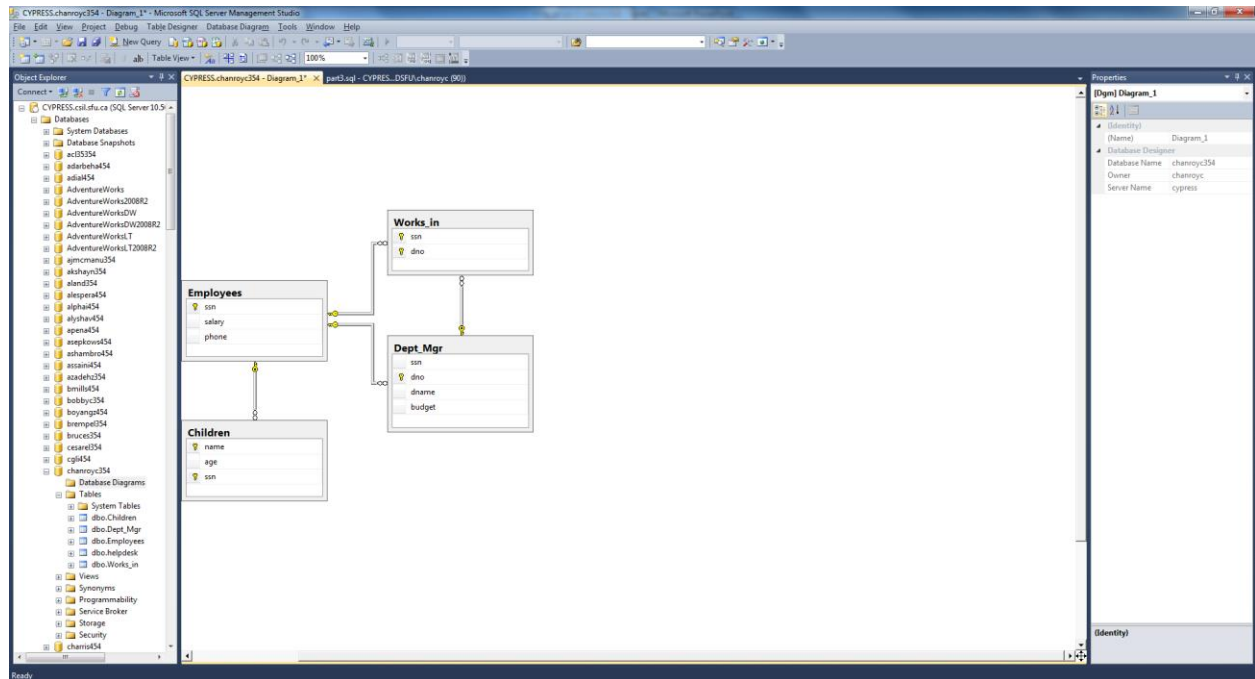 CYPRESS.chanroyc354 - Diagram_1* - Microsoft SQL Server Management Studio
File Edit View Project Debug Table Designer Database Diagram Tools Window Help
New Query
Table View 100%
Object Explorer
Connect
CYPRESS.csil.sfu.ca (SQL Server 10.5
Databases
System Databases
Database Snapshots
acl35354
adarbeha454
adial454
AdventureWorks
AdventureWorks2008R2
AdventureWorksDW
AdventureWorksDW2008R2
AdventureWorksLT
AdventureWorksLT2008R2
ajmcmanu354
akshayn354
aland354
alespera454
alphai454
alyshav454
apena454
asepkows454
ashambro454
assaini454
azadehz354
bmills454
bobbyc354
boyangz454
brempel354
bruces354
cesarel354
cgli454
chanroyc354
Database Diagrams
Tables
System Tables
dbo.Children
dbo.Dept_Mgr
dbo.Employees
dbo.helpdesk
dbo.Works_in
Views
Synonyms
Programmability
Service Broker
Storage
Security
charris454
Ready
CYPRESS.chanroyc354 - Diagram_1* part3.sql - CYPRES...DSFU\chanroyc (90))
Works_in
ssn
dno
Employees
ssn
salary
phone
Dept_Mgr
ssn
dno
dname
budget
Children
name
age
ssn
Properties
[Dgm] Diagram_1
(Identity)
(Name) Diagram_1
Database Designer
Database Name chanroyc354
Owner chanroyc
Server Name cypress
(Identity)